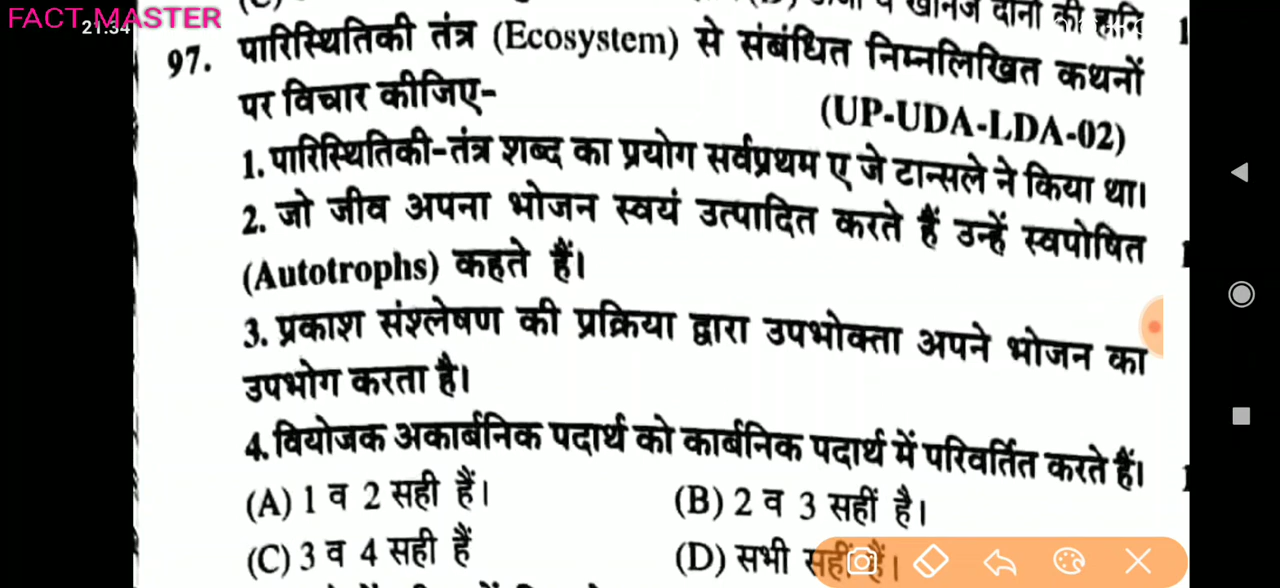 FACT MASTER
21:34
खनिज दोनों की
97. पारिस्थितिकी तंत्र (Ecosystem) से संबंधित निम्नलिखित कथनों
पर विचार कीजिए-
(UP-UDA-LDA-02)
1. पारिस्थितिकी-तंत्र शब्द का प्रयोग सर्वप्रथम ए जे टान्सले ने किया था।
2. जो जीव अपना भोजन स्वयं उत्पादित करते हैं उन्हें स्वपोषित
(Autotrophs) कहते हैं।
3. प्रकाश संश्लेषण की प्रक्रिया द्वारा उपभोक्ता अपने भोजन का
उपभोग करता है।
4. वियोजक अकार्बनिक पदार्थ को कार्बनिक पदार्थ में परिवर्तित करते हैं।
(A) 1 व 2 सही हैं।
(B) 2 व 3 सहीं है।
(C) 3 व 4 सही हैं
(D) सभी सहीं हैं।